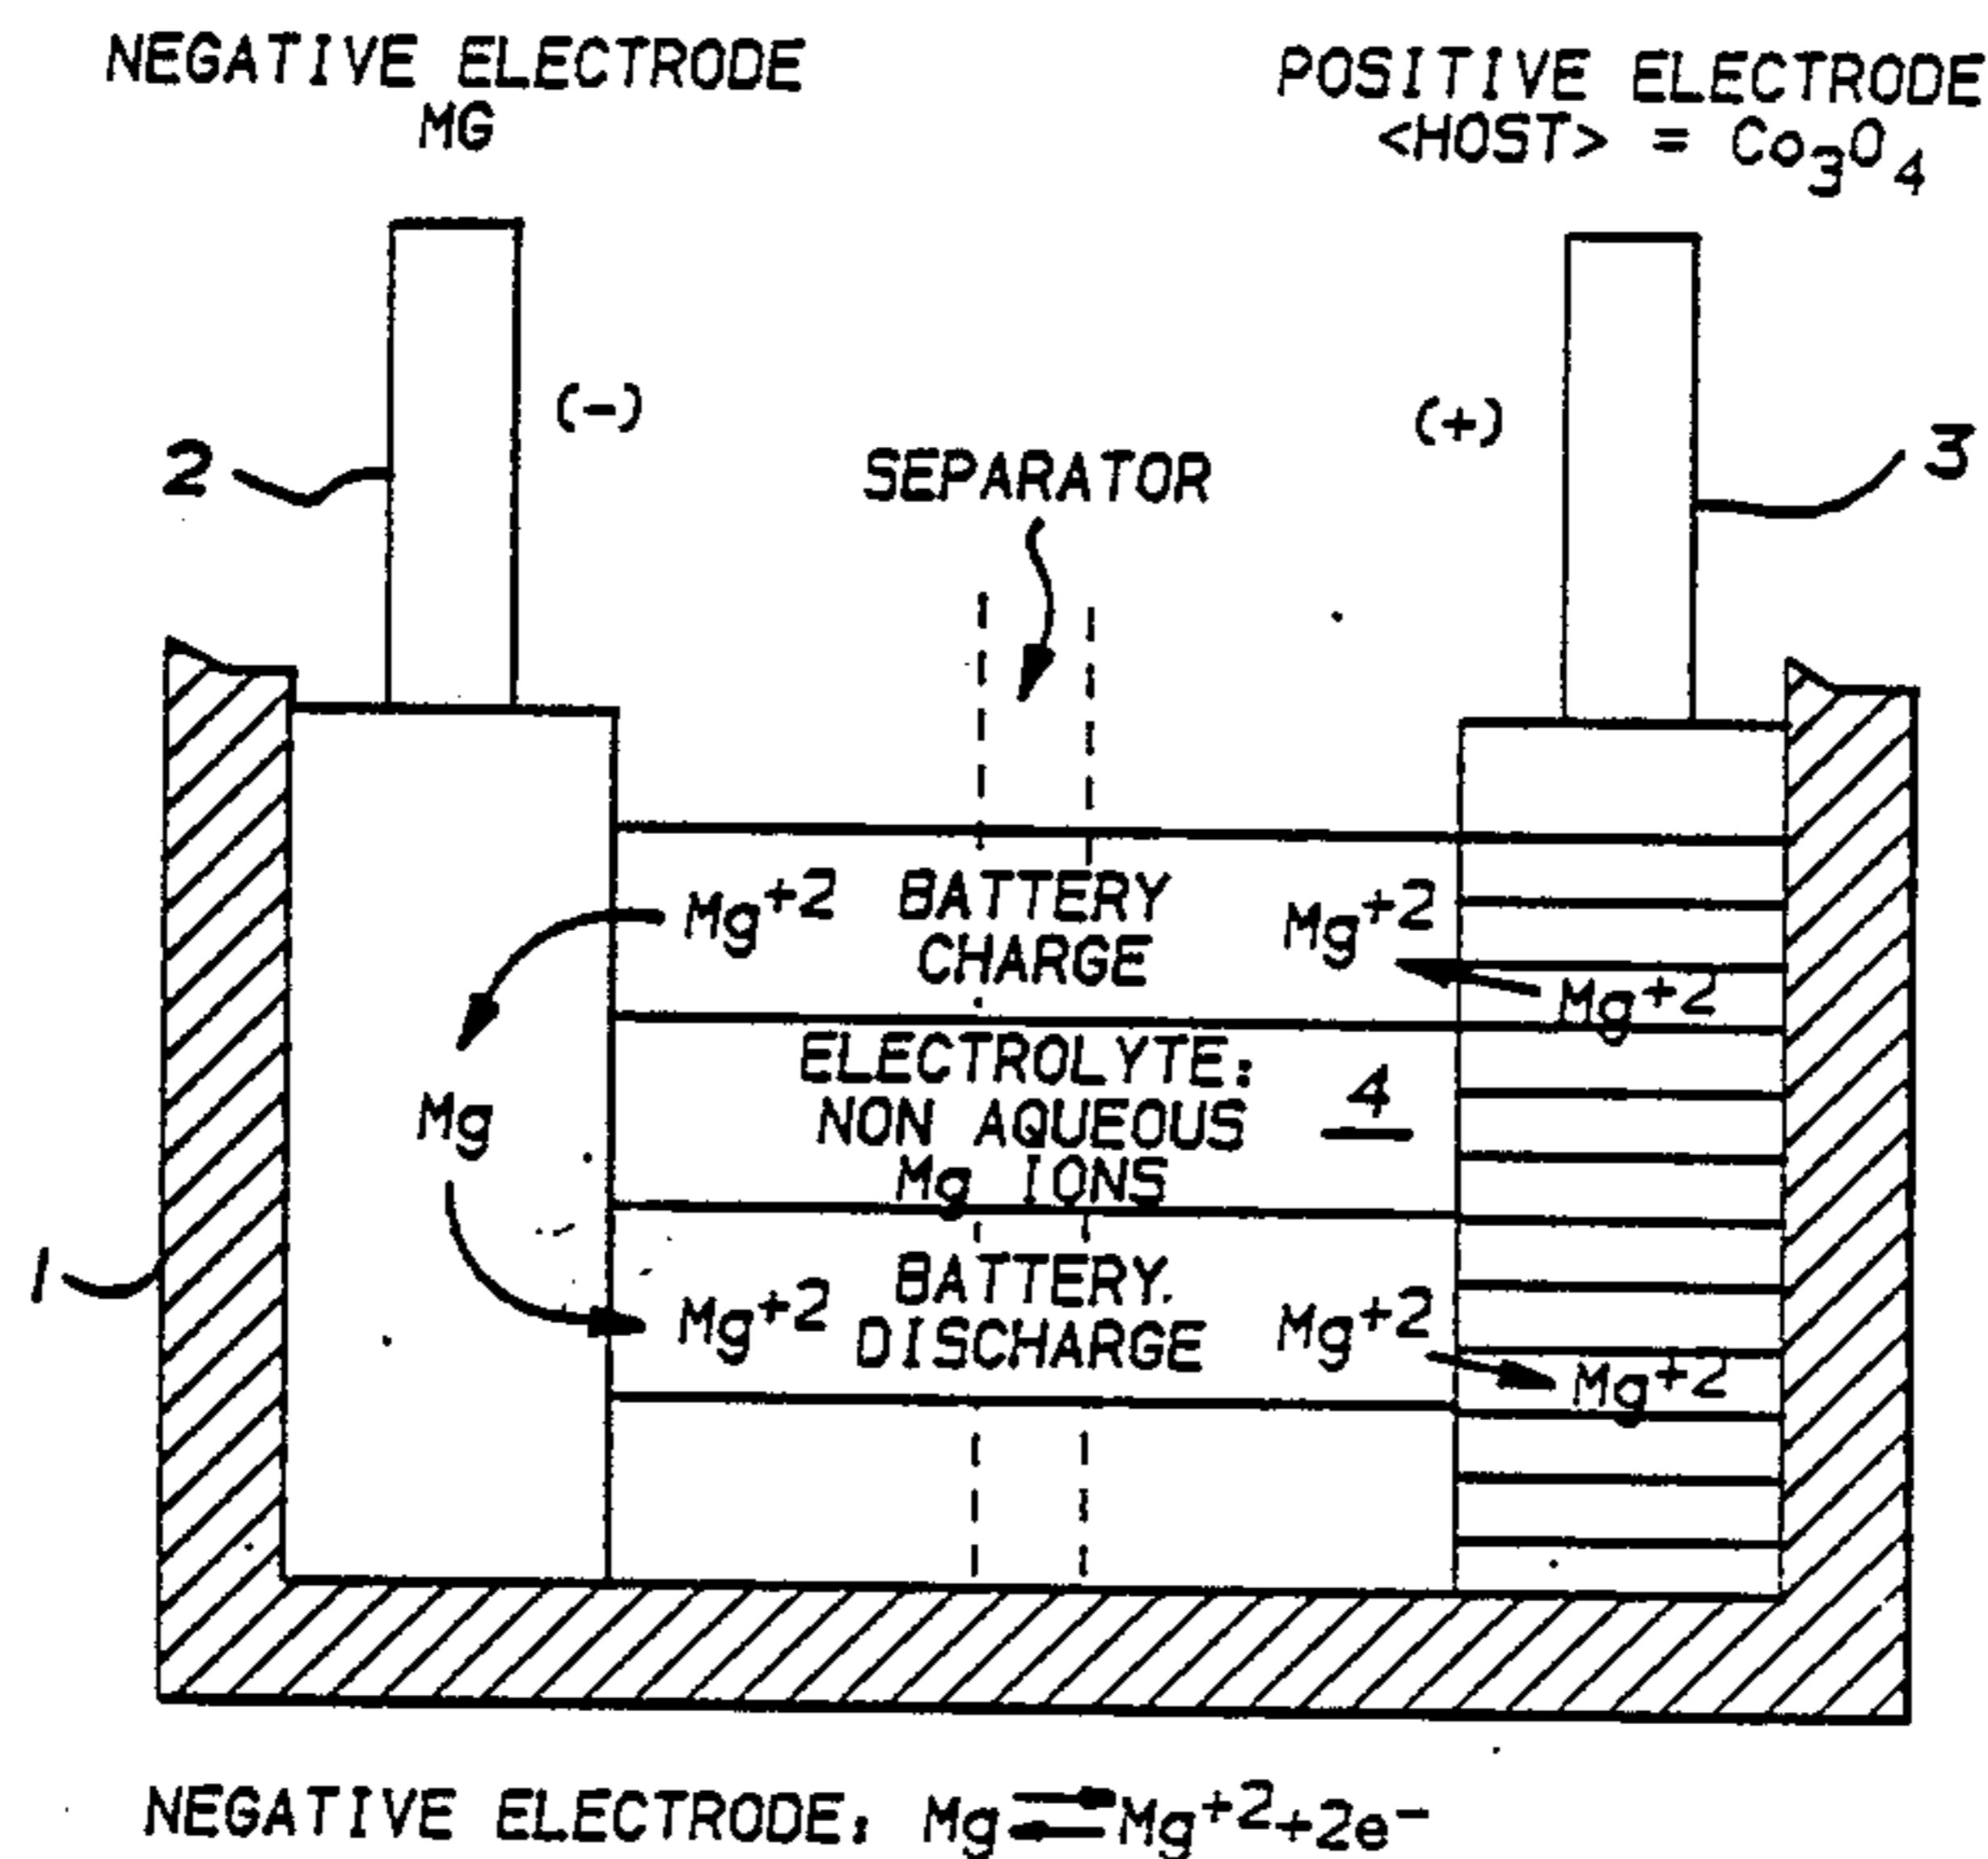 NEGATIVE ELECTRODE
MG
POSITIVE ELECTRODE
<HOST> = Co₃O₄
(-)
(+)
2
3
SEPARATOR
Mg⁺²
BATTERY
CHARGE
Mg⁺²
Mg⁺²
Mg
ELECTROLYTE:
NON AQUEOUS
Mg IONS
4
1
Mg⁺²
BATTERY.
DISCHARGE
Mg⁺²
Mg⁺²
NEGATIVE ELECTRODE: Mg ⇄ Mg⁺²+2e⁻